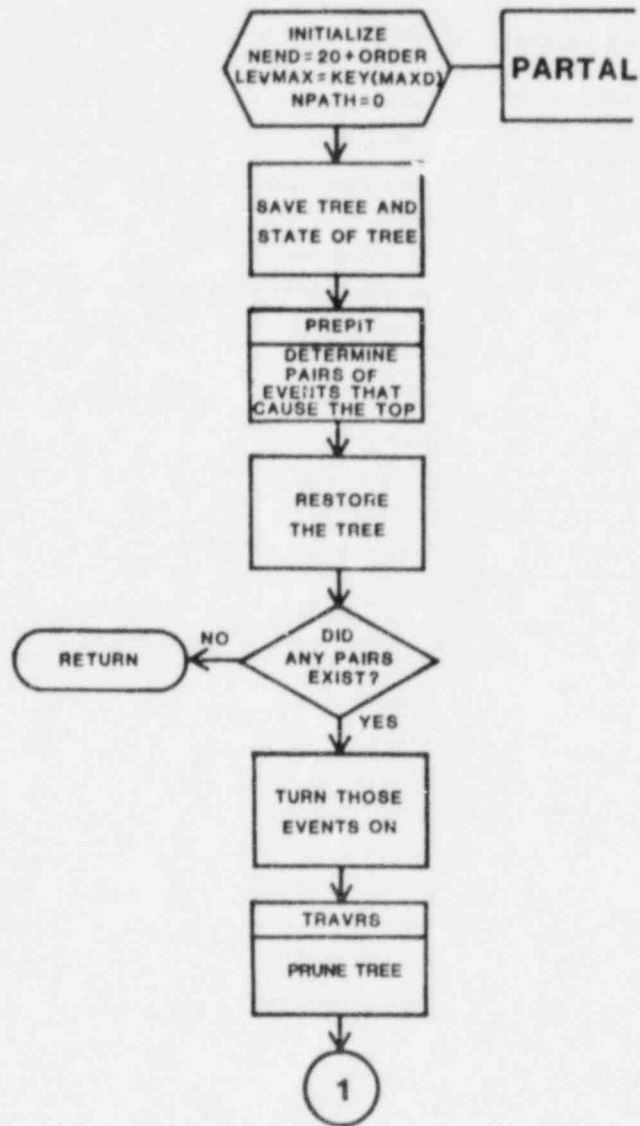 INITIALIZE
NEND=20+ORDER
LEVMAX=KEY(MAXD)
NPATH=0
PARTAL
SAVE TREE AND
STATE OF TREE
PREPIT
DETERMINE
PAIRS OF
EVENTS THAT
CAUSE THE TOP
RESTORE
THE TREE
DID
ANY PAIRS
EXIST?
NO
RETURN
YES
TURN THOSE
EVENTS ON
TRAVRS
PRUNE TREE
1